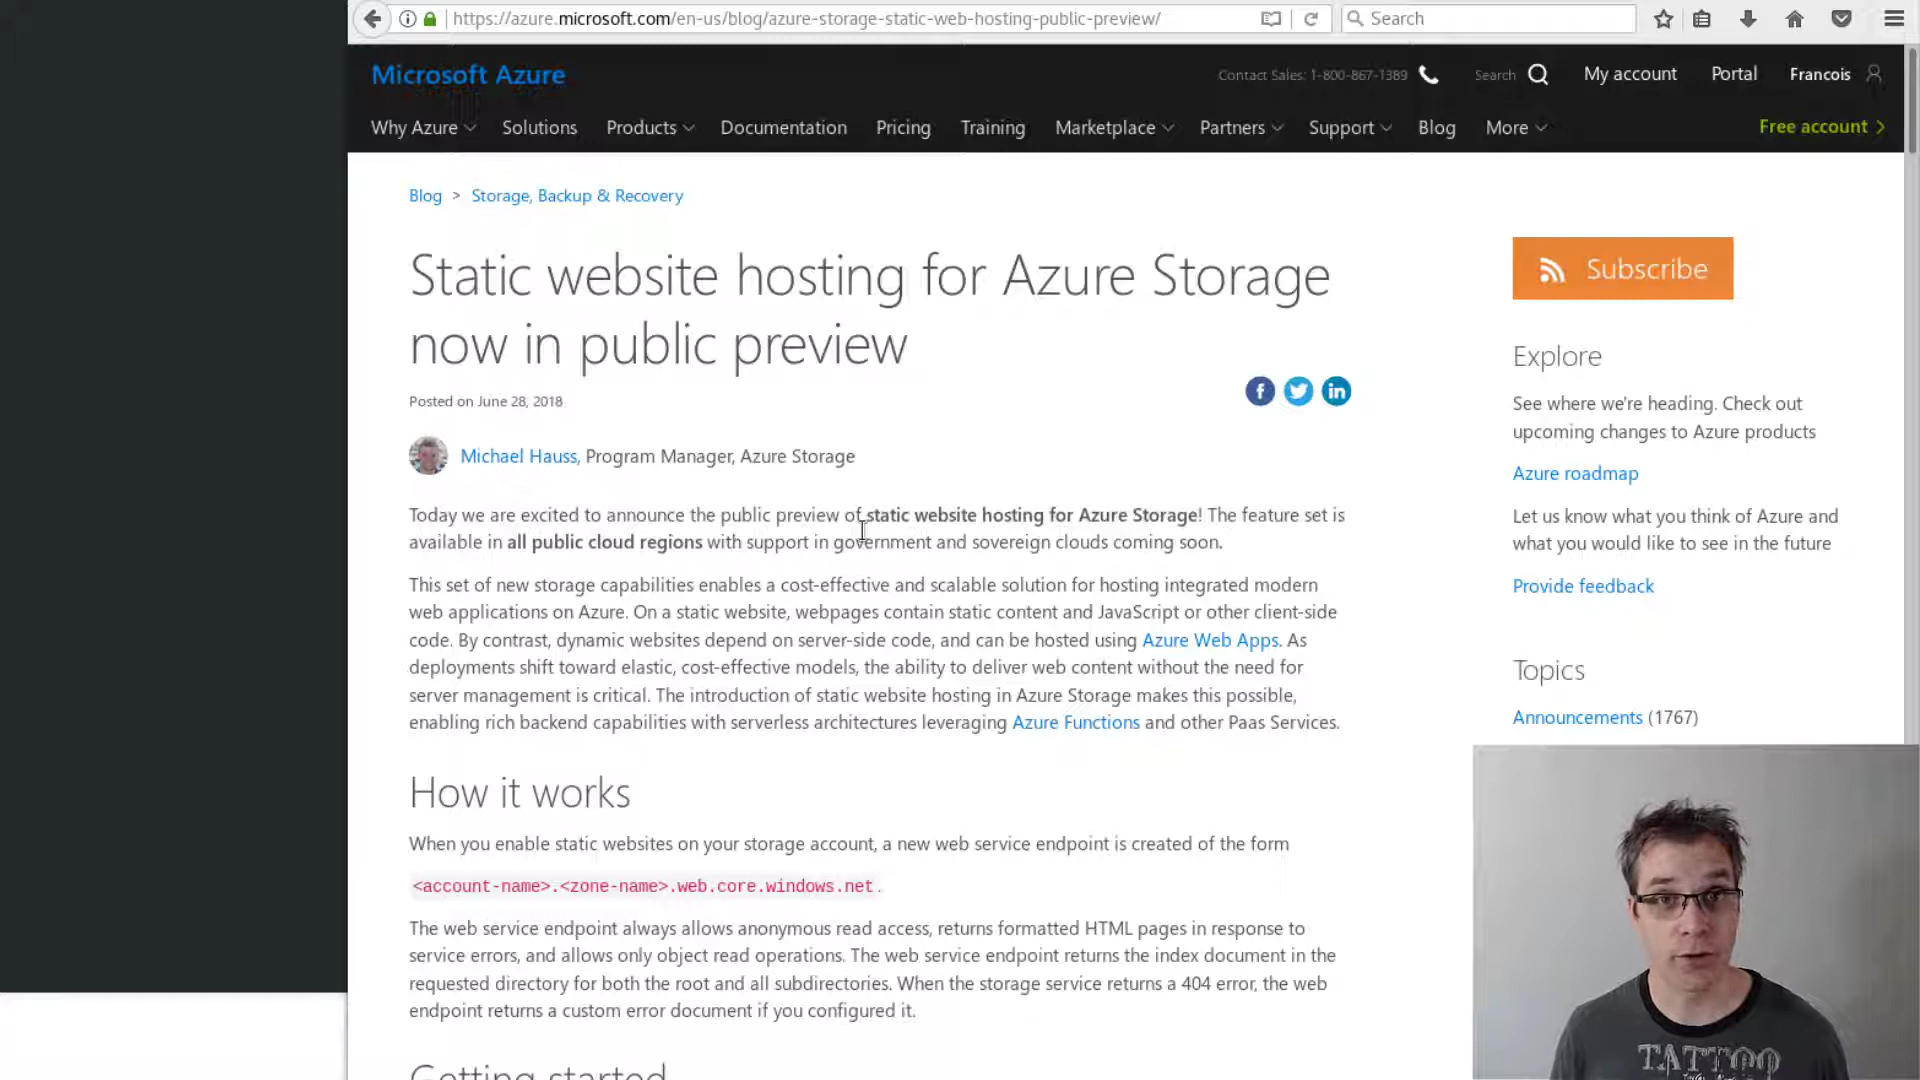 https://azure.microsoft.com/en-us/blog/azure-storage-static-web-hosting-public-preview/
Search
Microsoft Azure
Contact Sales: 1-800-867-1389
Search
My account
Portal
Francois
Why Azure
Solutions
Products
Documentation
Pricing
Training
Marketplace
Partners
Support
Blog
More
Free account >
Blog > Storage, Backup & Recovery
Static website hosting for Azure Storage
now in public preview
Posted on June 28, 2018
Michael Hauss, Program Manager, Azure Storage
Today we are excited to announce the public preview of static website hosting for Azure Storage! The feature set is
available in all public cloud regions with support in government and sovereign clouds coming soon.
This set of new storage capabilities enables a cost-effective and scalable solution for hosting integrated modern
web applications on Azure. On a static website, webpages contain static content and JavaScript or other client-side
code. By contrast, dynamic websites depend on server-side code, and can be hosted using Azure Web Apps. As
deployments shift toward elastic, cost-effective models, the ability to deliver web content without the need for
server management is critical. The introduction of static website hosting in Azure Storage makes this possible,
enabling rich backend capabilities with serverless architectures leveraging Azure Functions and other Paas Services.
How it works
When you enable static websites on your storage account, a new web service endpoint is created of the form
<account-name>.<zone-name>.web.core.windows.net.
The web service endpoint always allows anonymous read access, returns formatted HTML pages in response to
service errors, and allows only object read operations. The web service endpoint returns the index document in the
requested directory for both the root and all subdirectories. When the storage service returns a 404 error, the web
endpoint returns a custom error document if you configured it.
Getting started
Subscribe
Explore
See where we're heading. Check out
upcoming changes to Azure products
Azure roadmap
Let us know what you think of Azure and
what you would like to see in the future
Provide feedback
Topics
Announcements (1767)
TATTOO